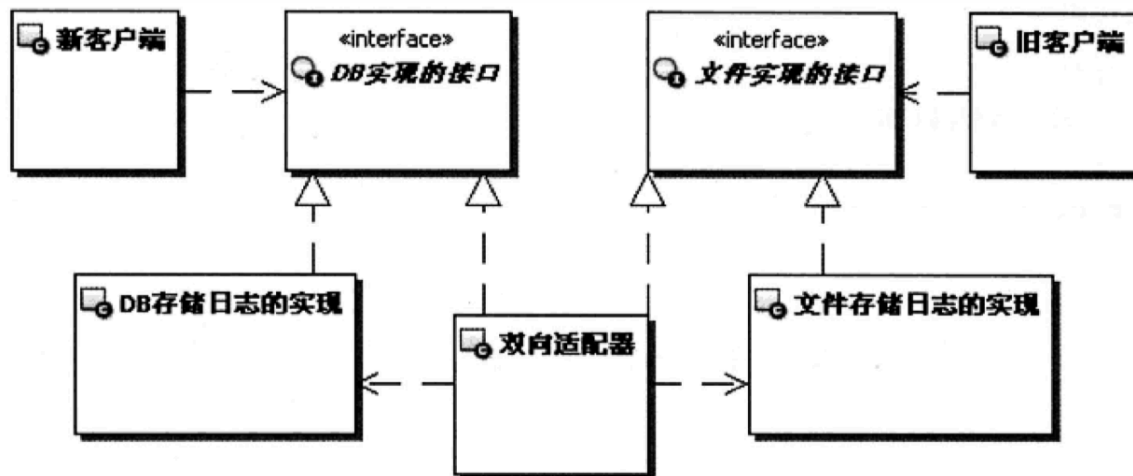 新客户端
«interface»
DB实现的接口
«interface»
文件实现的接口
旧客户端
DB存储日志的实现
双向适配器
文件存储日志的实现